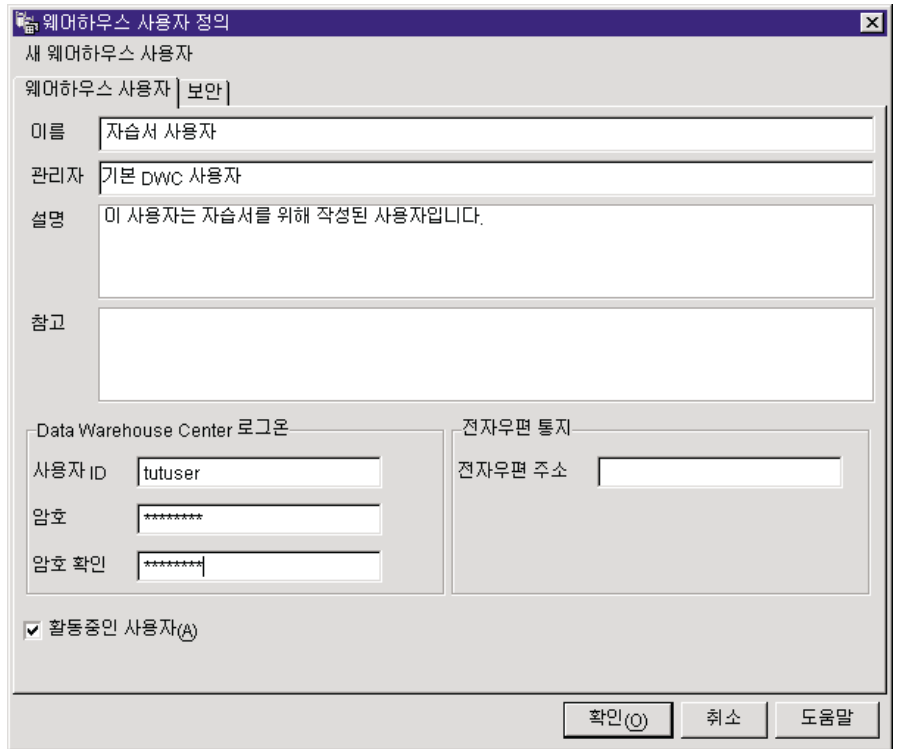 웨어하우스 사용자 정의
새 웨어하우스 사용자
웨어하우스 사용자 보안
이름 자습서 사용자
관리자 기본 DWC 사용자
설명 이 사용자는 자습서를 위해 작성된 사용자입니다.
참고
Data Warehouse Center 로그온 전자우편 통지
사용자 ID tutuser 전자우편 주소
암호 ********
암호 확인 ********
활동중인 사용자(A)
확인(O) 취소 도움말